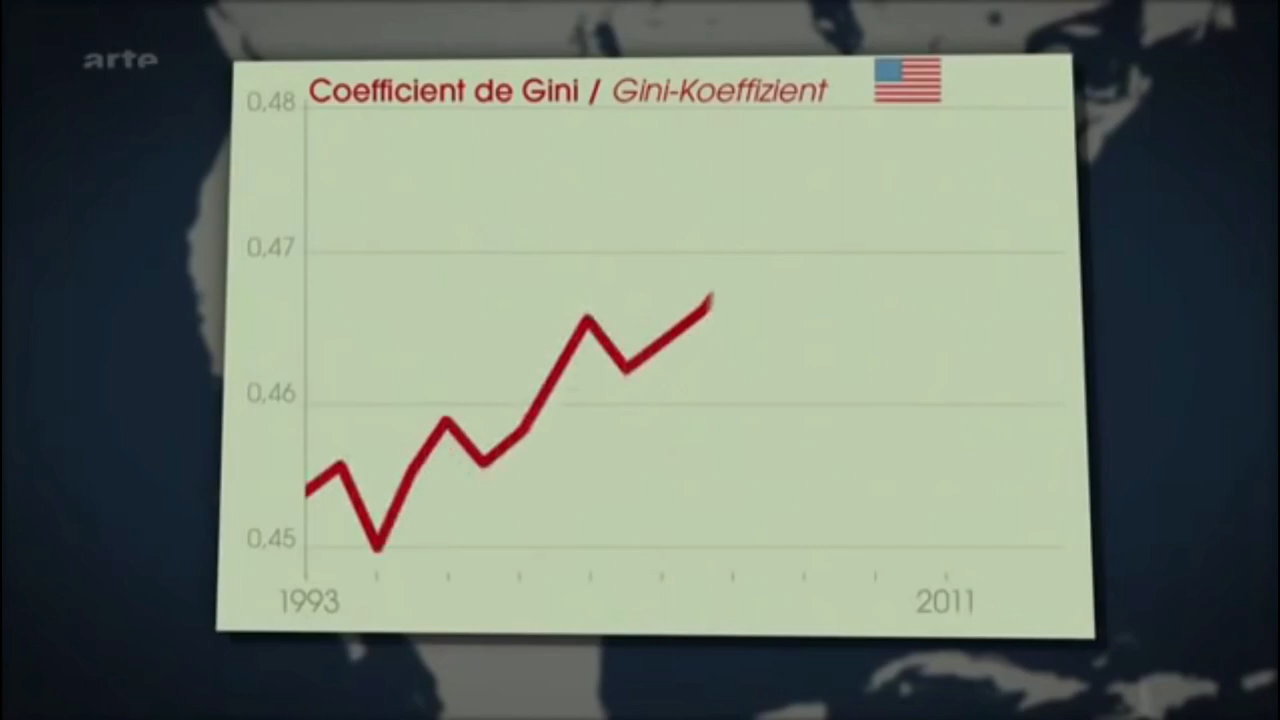 arte
Coefficient de Gini / Gini-Koeffizient
0,48
0,47
0,46
0,45
1993 2011